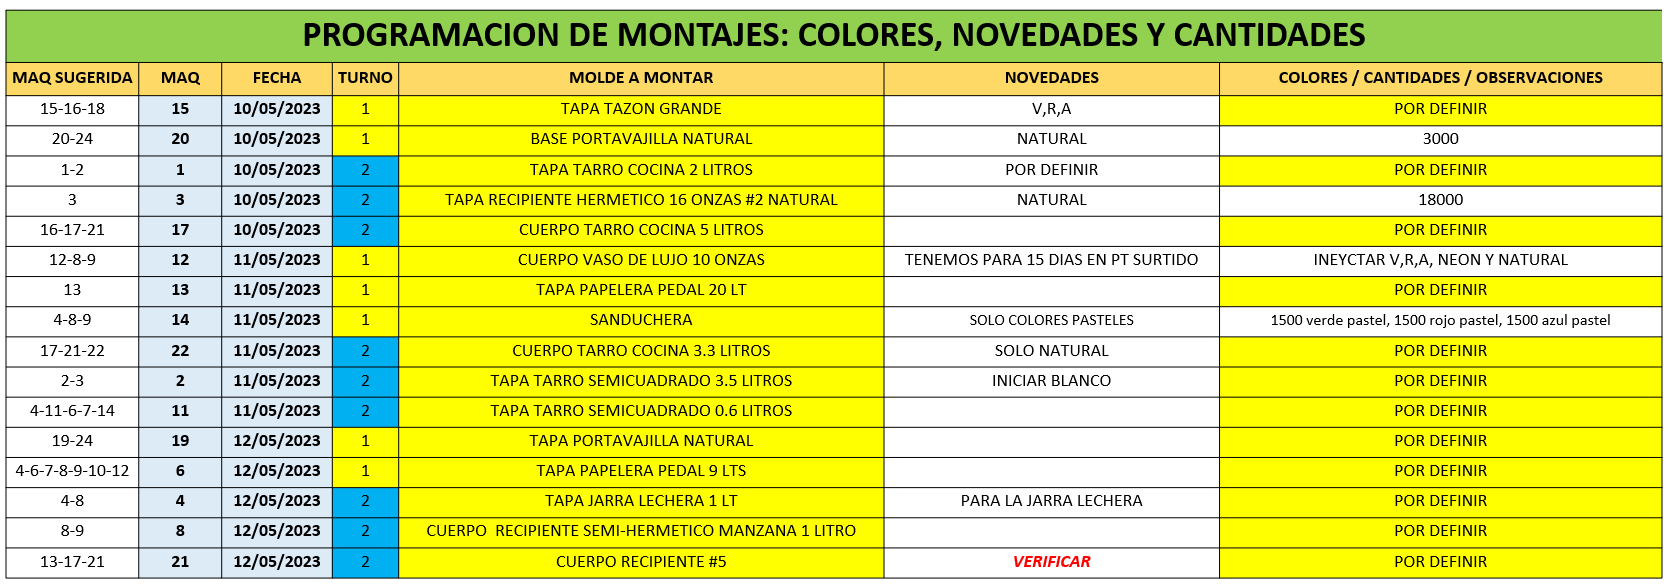 PROGRAMACION DE MONTAJES: COLORES, NOVEDADES Y CANTIDADES
MAQ SUGERIDA MAQ FECHA TURNO MOLDE A MONTAR NOVEDADES COLORES / CANTIDADES / OBSERVACIONES
15-16-18 15 10/05/2023 1 TAPA TAZON GRANDE V,R,A POR DEFINIR
20-24 20 10/05/2023 1 BASE PORTAVAJILLA NATURAL NATURAL 3000
1-2 1 10/05/2023 2 TAPA TARRO COCINA 2 LITROS POR DEFINIR POR DEFINIR
3 3 10/05/2023 2 TAPA RECIPIENTE HERMETICO 16 ONZAS #2 NATURAL NATURAL 18000
16-17-21 17 10/05/2023 2 CUERPO TARRO COCINA 5 LITROS POR DEFINIR
12-8-9 12 11/05/2023 1 CUERPO VASO DE LUJO 10 ONZAS TENEMOS PARA 15 DIAS EN PT SURTIDO INEYCTAR V,R,A, NEON Y NATURAL
13 13 11/05/2023 1 TAPA PAPELERA PEDAL 20 LT POR DEFINIR
4-8-9 14 11/05/2023 1 SANDUCHERA SOLO COLORES PASTELES 1500 verde pastel, 1500 rojo pastel, 1500 azul pastel
17-21-22 22 11/05/2023 2 CUERPO TARRO COCINA 3.3 LITROS SOLO NATURAL POR DEFINIR
2-3 2 11/05/2023 2 TAPA TARRO SEMICUADRADO 3.5 LITROS INICIAR BLANCO POR DEFINIR
4-11-6-7-14 11 11/05/2023 2 TAPA TARRO SEMICUADRADO 0.6 LITROS POR DEFINIR
19-24 19 12/05/2023 1 TAPA PORTAVAJILLA NATURAL POR DEFINIR
4-6-7-8-9-10-12 6 12/05/2023 1 TAPA PAPELERA PEDAL 9 LTS POR DEFINIR
4-8 4 12/05/2023 2 TAPA JARRA LECHERA 1 LT PARA LA JARRA LECHERA POR DEFINIR
8-9 8 12/05/2023 2 CUERPO RECIPIENTE SEMI-HERMETICO MANZANA 1 LITRO POR DEFINIR
13-17-21 21 12/05/2023 2 CUERPO RECIPIENTE #5 VERIFICAR POR DEFINIR